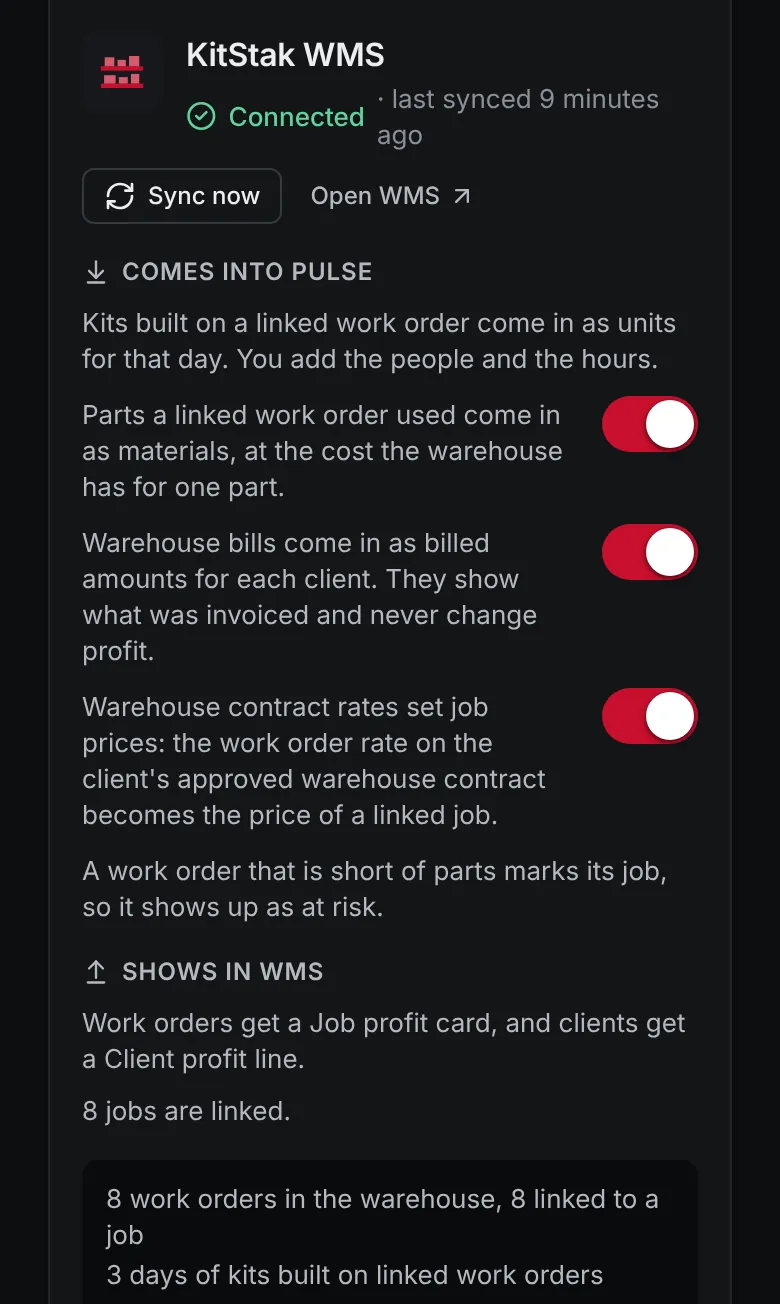 KitStak WMS
Connected
· last synced 9 minutes
ago
Sync now
Open WMS
COMES INTO PULSE
Kits built on a linked work order come in as units
for that day. You add the people and the hours.
Parts a linked work order used come in
as materials, at the cost the warehouse
has for one part.
Warehouse bills come in as billed
amounts for each client. They show
what was invoiced and never change
profit.
Warehouse contract rates set job
prices: the work order rate on the
client's approved warehouse contract
becomes the price of a linked job.
A work order that is short of parts marks its job,
so it shows up as at risk.
SHOWS IN WMS
Work orders get a Job profit card, and clients get
a Client profit line.
8 jobs are linked.
8 work orders in the warehouse, 8 linked to a
job
3 days of kits built on linked work orders